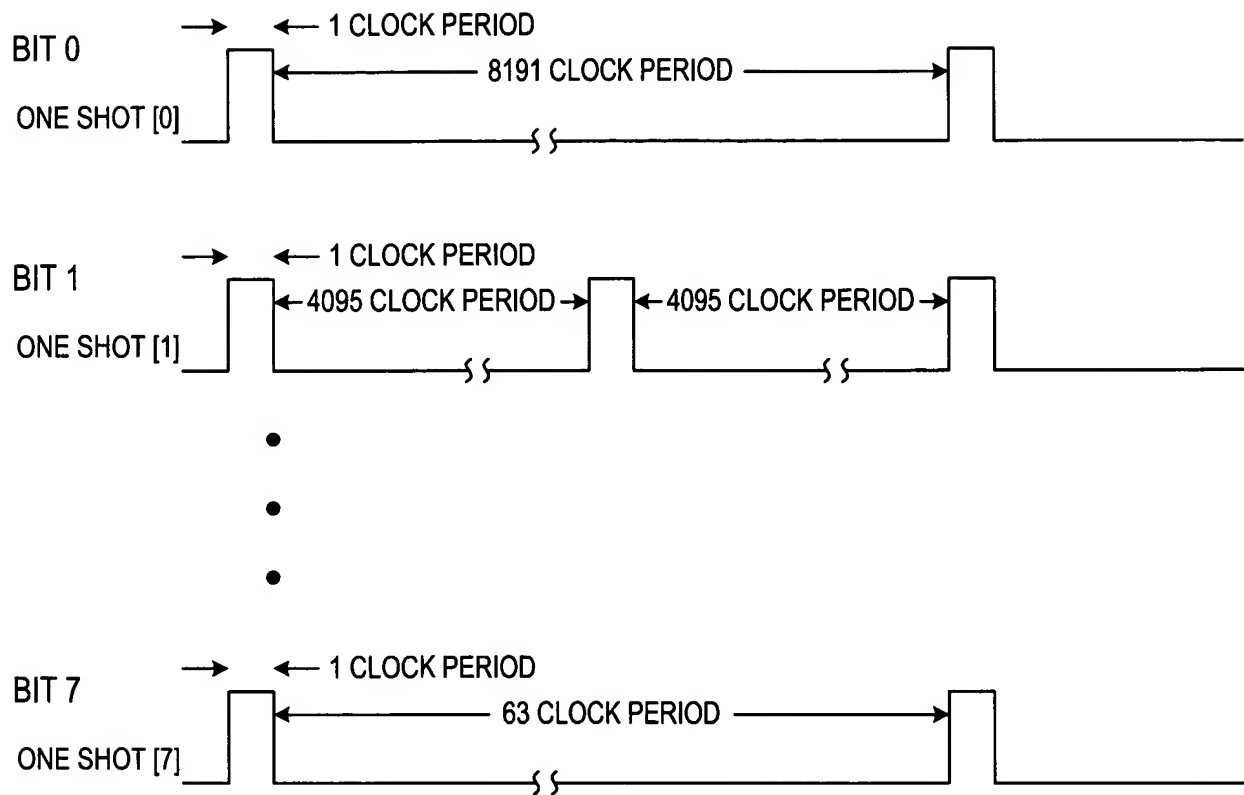 1 CLOCK PERIOD
BIT 0
8191 CLOCK PERIOD
ONE SHOT [0]
1 CLOCK PERIOD
BIT 1
4095 CLOCK PERIOD 4095 CLOCK PERIOD
ONE SHOT [1]
1 CLOCK PERIOD
BIT 7
63 CLOCK PERIOD
ONE SHOT [7]